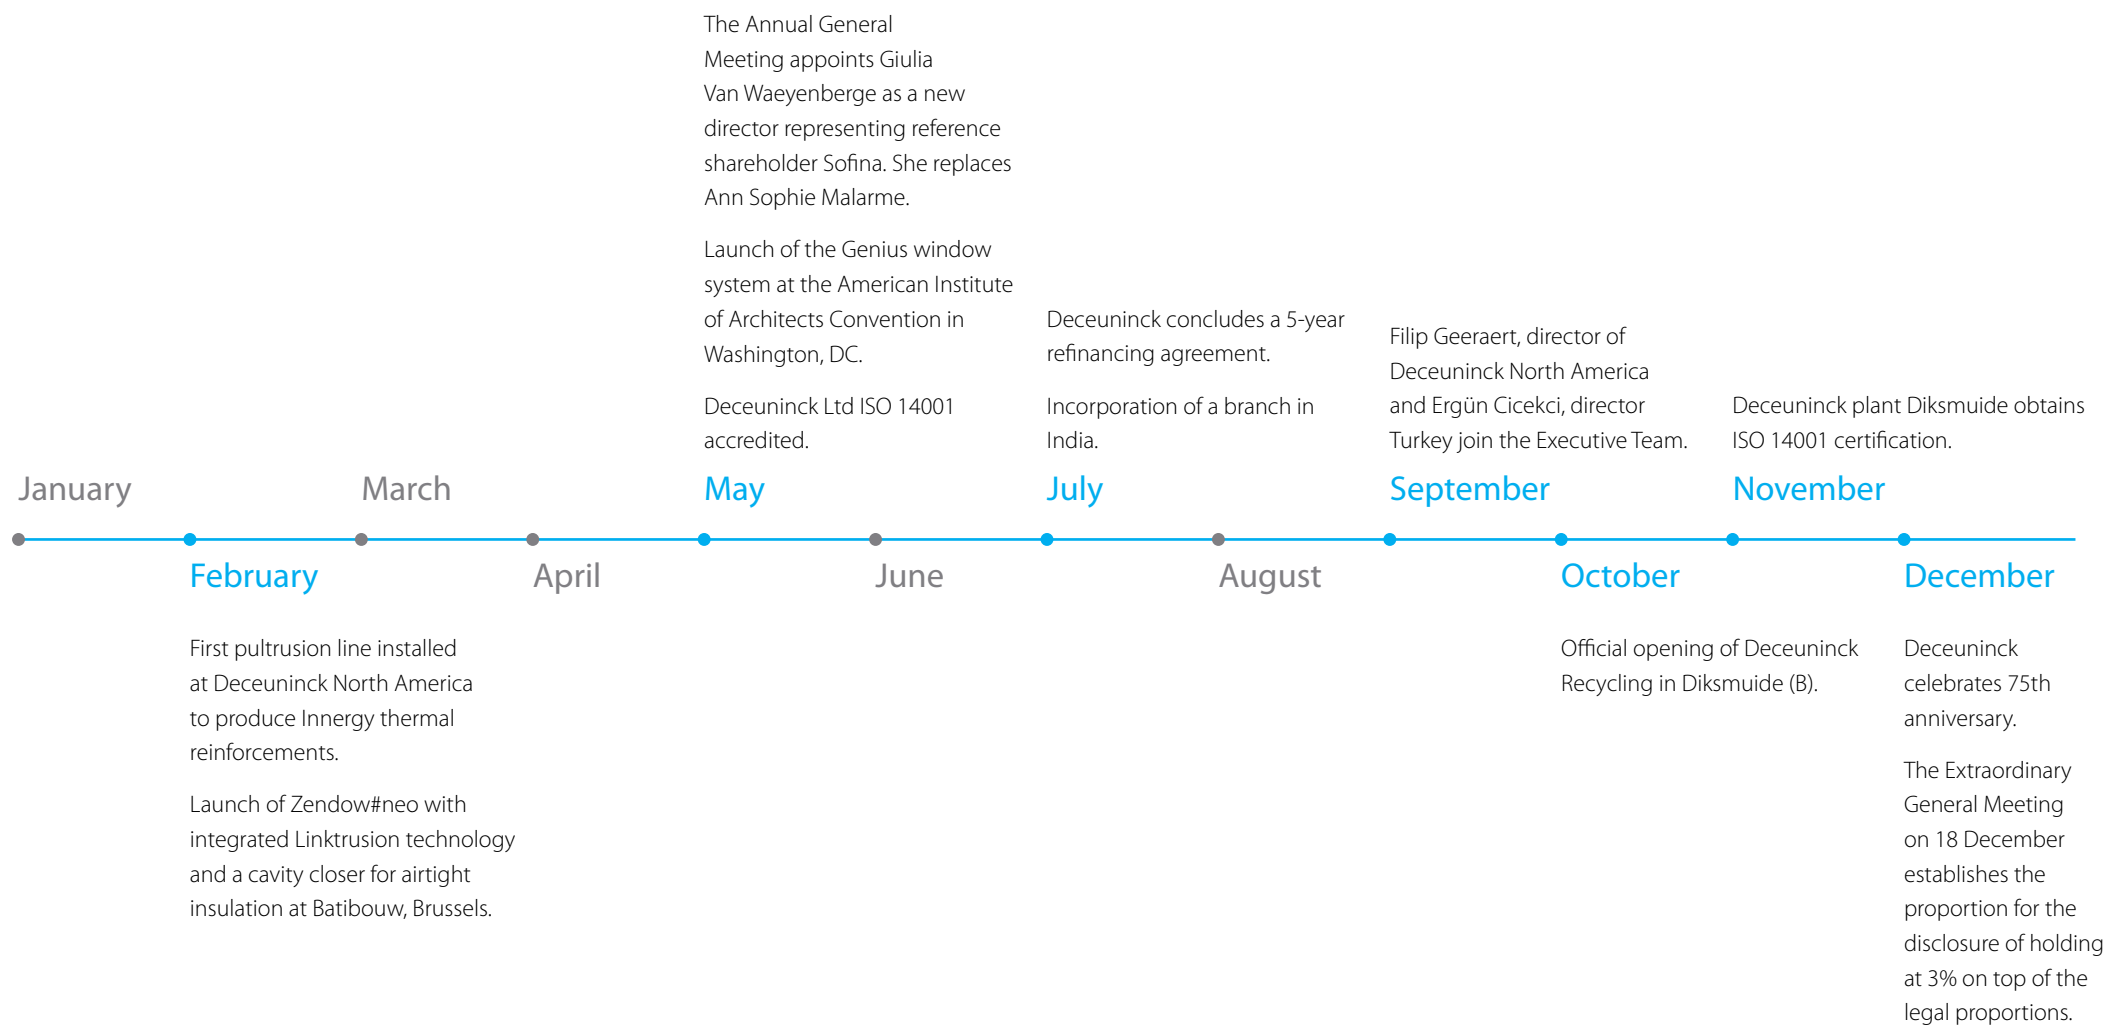 The Annual General
Meeting appoints Giulia
Van Waeyenberge as a new
director representing reference
shareholder Sofina. She replaces
Ann Sophie Malarme.
Launch of the Genius window
system at the American Institute
of Architects Convention in
Washington, DC.
Deceuninck Ltd ISO 14001
accredited.
Deceuninck concludes a 5-year
refinancing agreement.
Incorporation of a branch in
India.
Filip Geeraert, director of
Deceuninck North America
and Ergün Cicekci, director
Turkey join the Executive Team.
Deceuninck plant Diksmuide obtains
ISO 14001 certification.
January
March
May
July
September
November
February
April
June
August
October
December
First pultrusion line installed
at Deceuninck North America
to produce Innergy thermal
reinforcements.
Launch of Zendow#neo with
integrated Linktrusion technology
and a cavity closer for airtight
insulation at Batibouw, Brussels.
Official opening of Deceuninck
Recycling in Diksmuide (B).
Deceuninck
celebrates 75th
anniversary.
The Extraordinary
General Meeting
on 18 December
establishes the
proportion for the
disclosure of holding
at 3% on top of the
legal proportions.